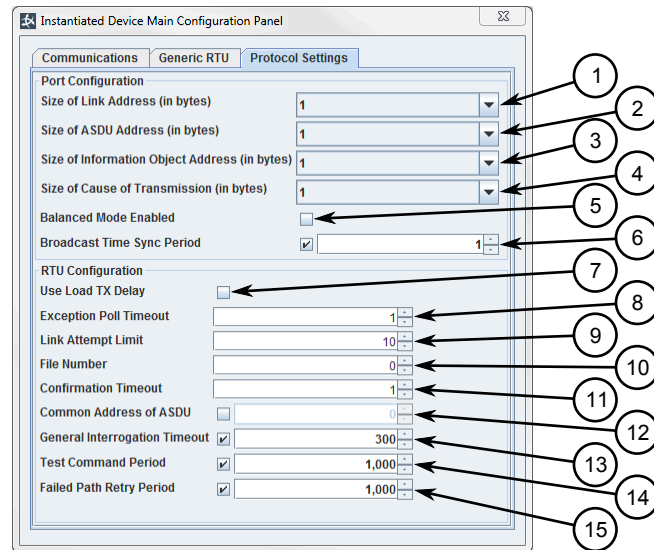 Instantiated Device Main Configuration Panel
Communications Generic RTU Protocol Settings
Port Configuration
Size of Link Address (in bytes) 1 1
Size of ASDU Address (in bytes) 1 2
Size of Information Object Address (in bytes) 1 3
Size of Cause of Transmission (in bytes) 1 4
Balanced Mode Enabled 5
Broadcast Time Sync Period 1 6
RTU Configuration
Use Load TX Delay 7
Exception Poll Timeout 1 8
Link Attempt Limit 10 9
File Number 0 10
Confirmation Timeout 1 11
Common Address of ASDU 0 12
General Interrogation Timeout 300 13
Test Command Period 1,000 14
Failed Path Retry Period 1,000 15